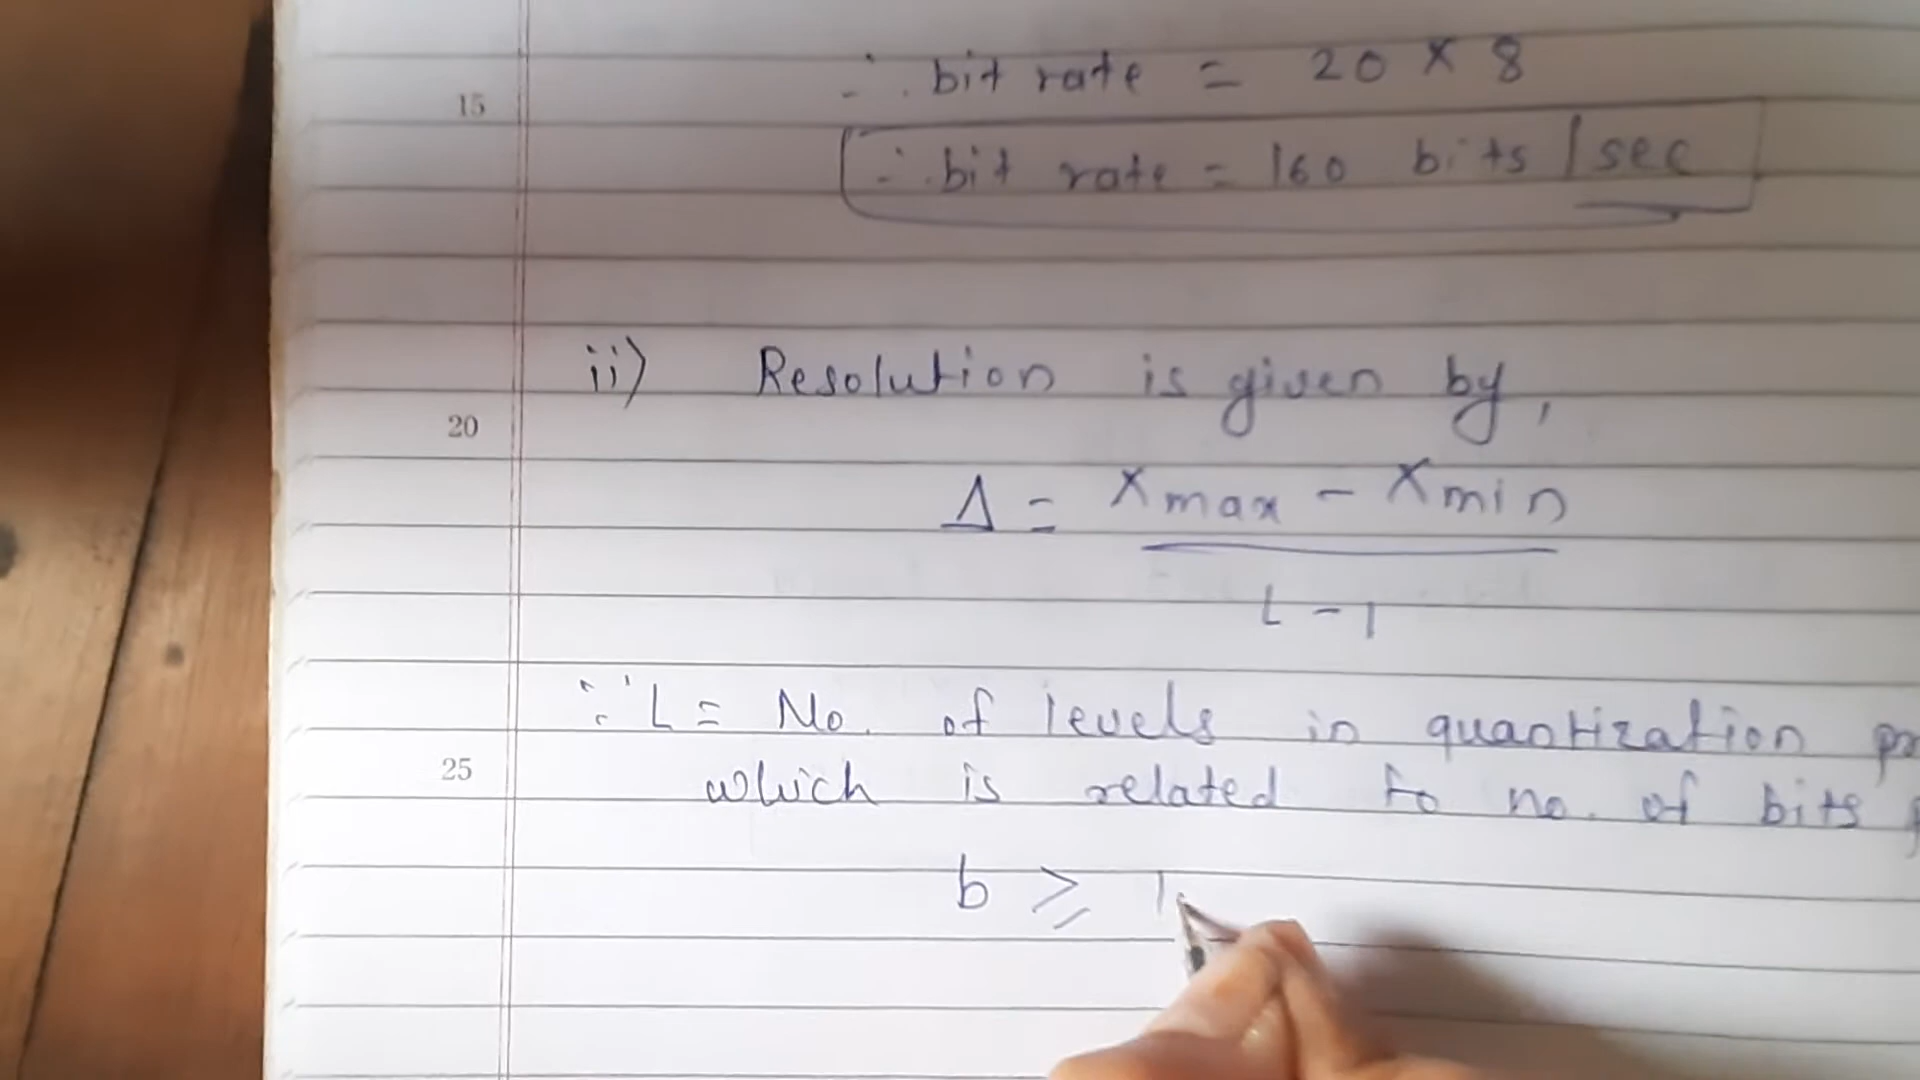 ∴ bit rate = 20 × 8
15
∴ bit rate = 160 bits / sec
ii) Resolution is given by,
20
Δ = Xmax - Xmin
L - 1
∵ L = No. of levels in quantization
25
which is related to no. of bits
b ≥